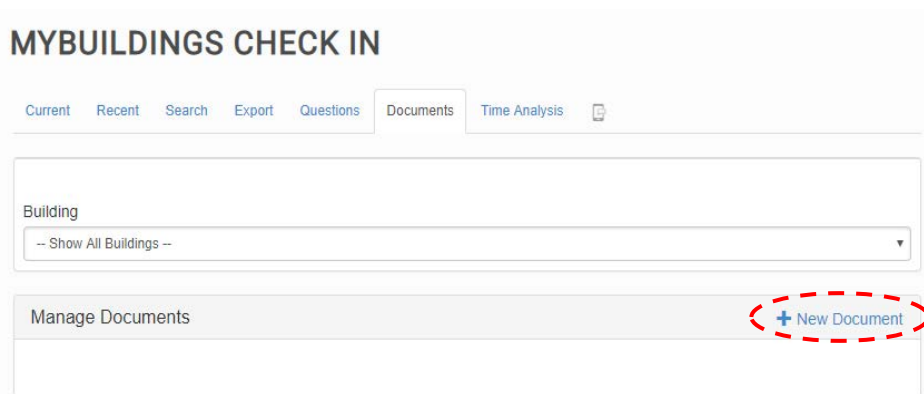 MYBUILDINGS CHECK IN
Current Recent Search Export Questions Documents Time Analysis
Building
-- Show All Buildings --
Manage Documents + New Document